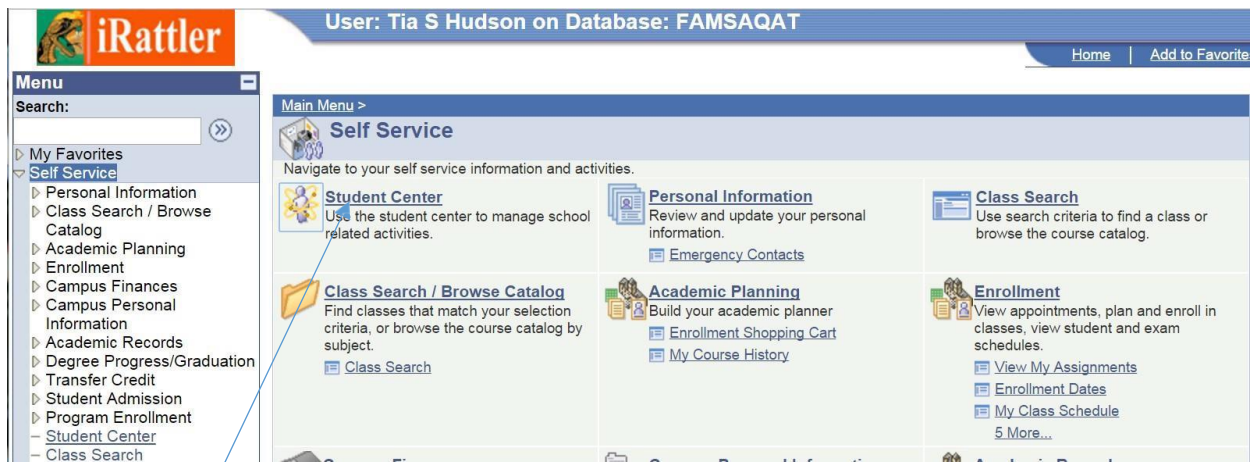 iRattler
User: Tia S Hudson on Database: FAMSAQAT
Home | Add to Favorite
Menu
Search:
My Favorites
Self Service
Personal Information
Class Search / Browse
Catalog
Academic Planning
Enrollment
Campus Finances
Campus Personal
Information
Academic Records
Degree Progress/Graduation
Transfer Credit
Student Admission
Program Enrollment
Student Center
Class Search
Main Menu >
Self Service
Navigate to your self service information and activities.
Student Center
Use the student center to manage school
related activities.
Personal Information
Review and update your personal
information.
Emergency Contacts
Class Search
Use search criteria to find a class or
browse the course catalog.
Class Search / Browse Catalog
Find classes that match your selection
criteria, or browse the course catalog by
subject.
Class Search
Academic Planning
Build your academic planner
Enrollment Shopping Cart
My Course History
Enrollment
View appointments, plan and enroll in
classes, view student and exam
schedules.
View My Assignments
Enrollment Dates
My Class Schedule
5 More...